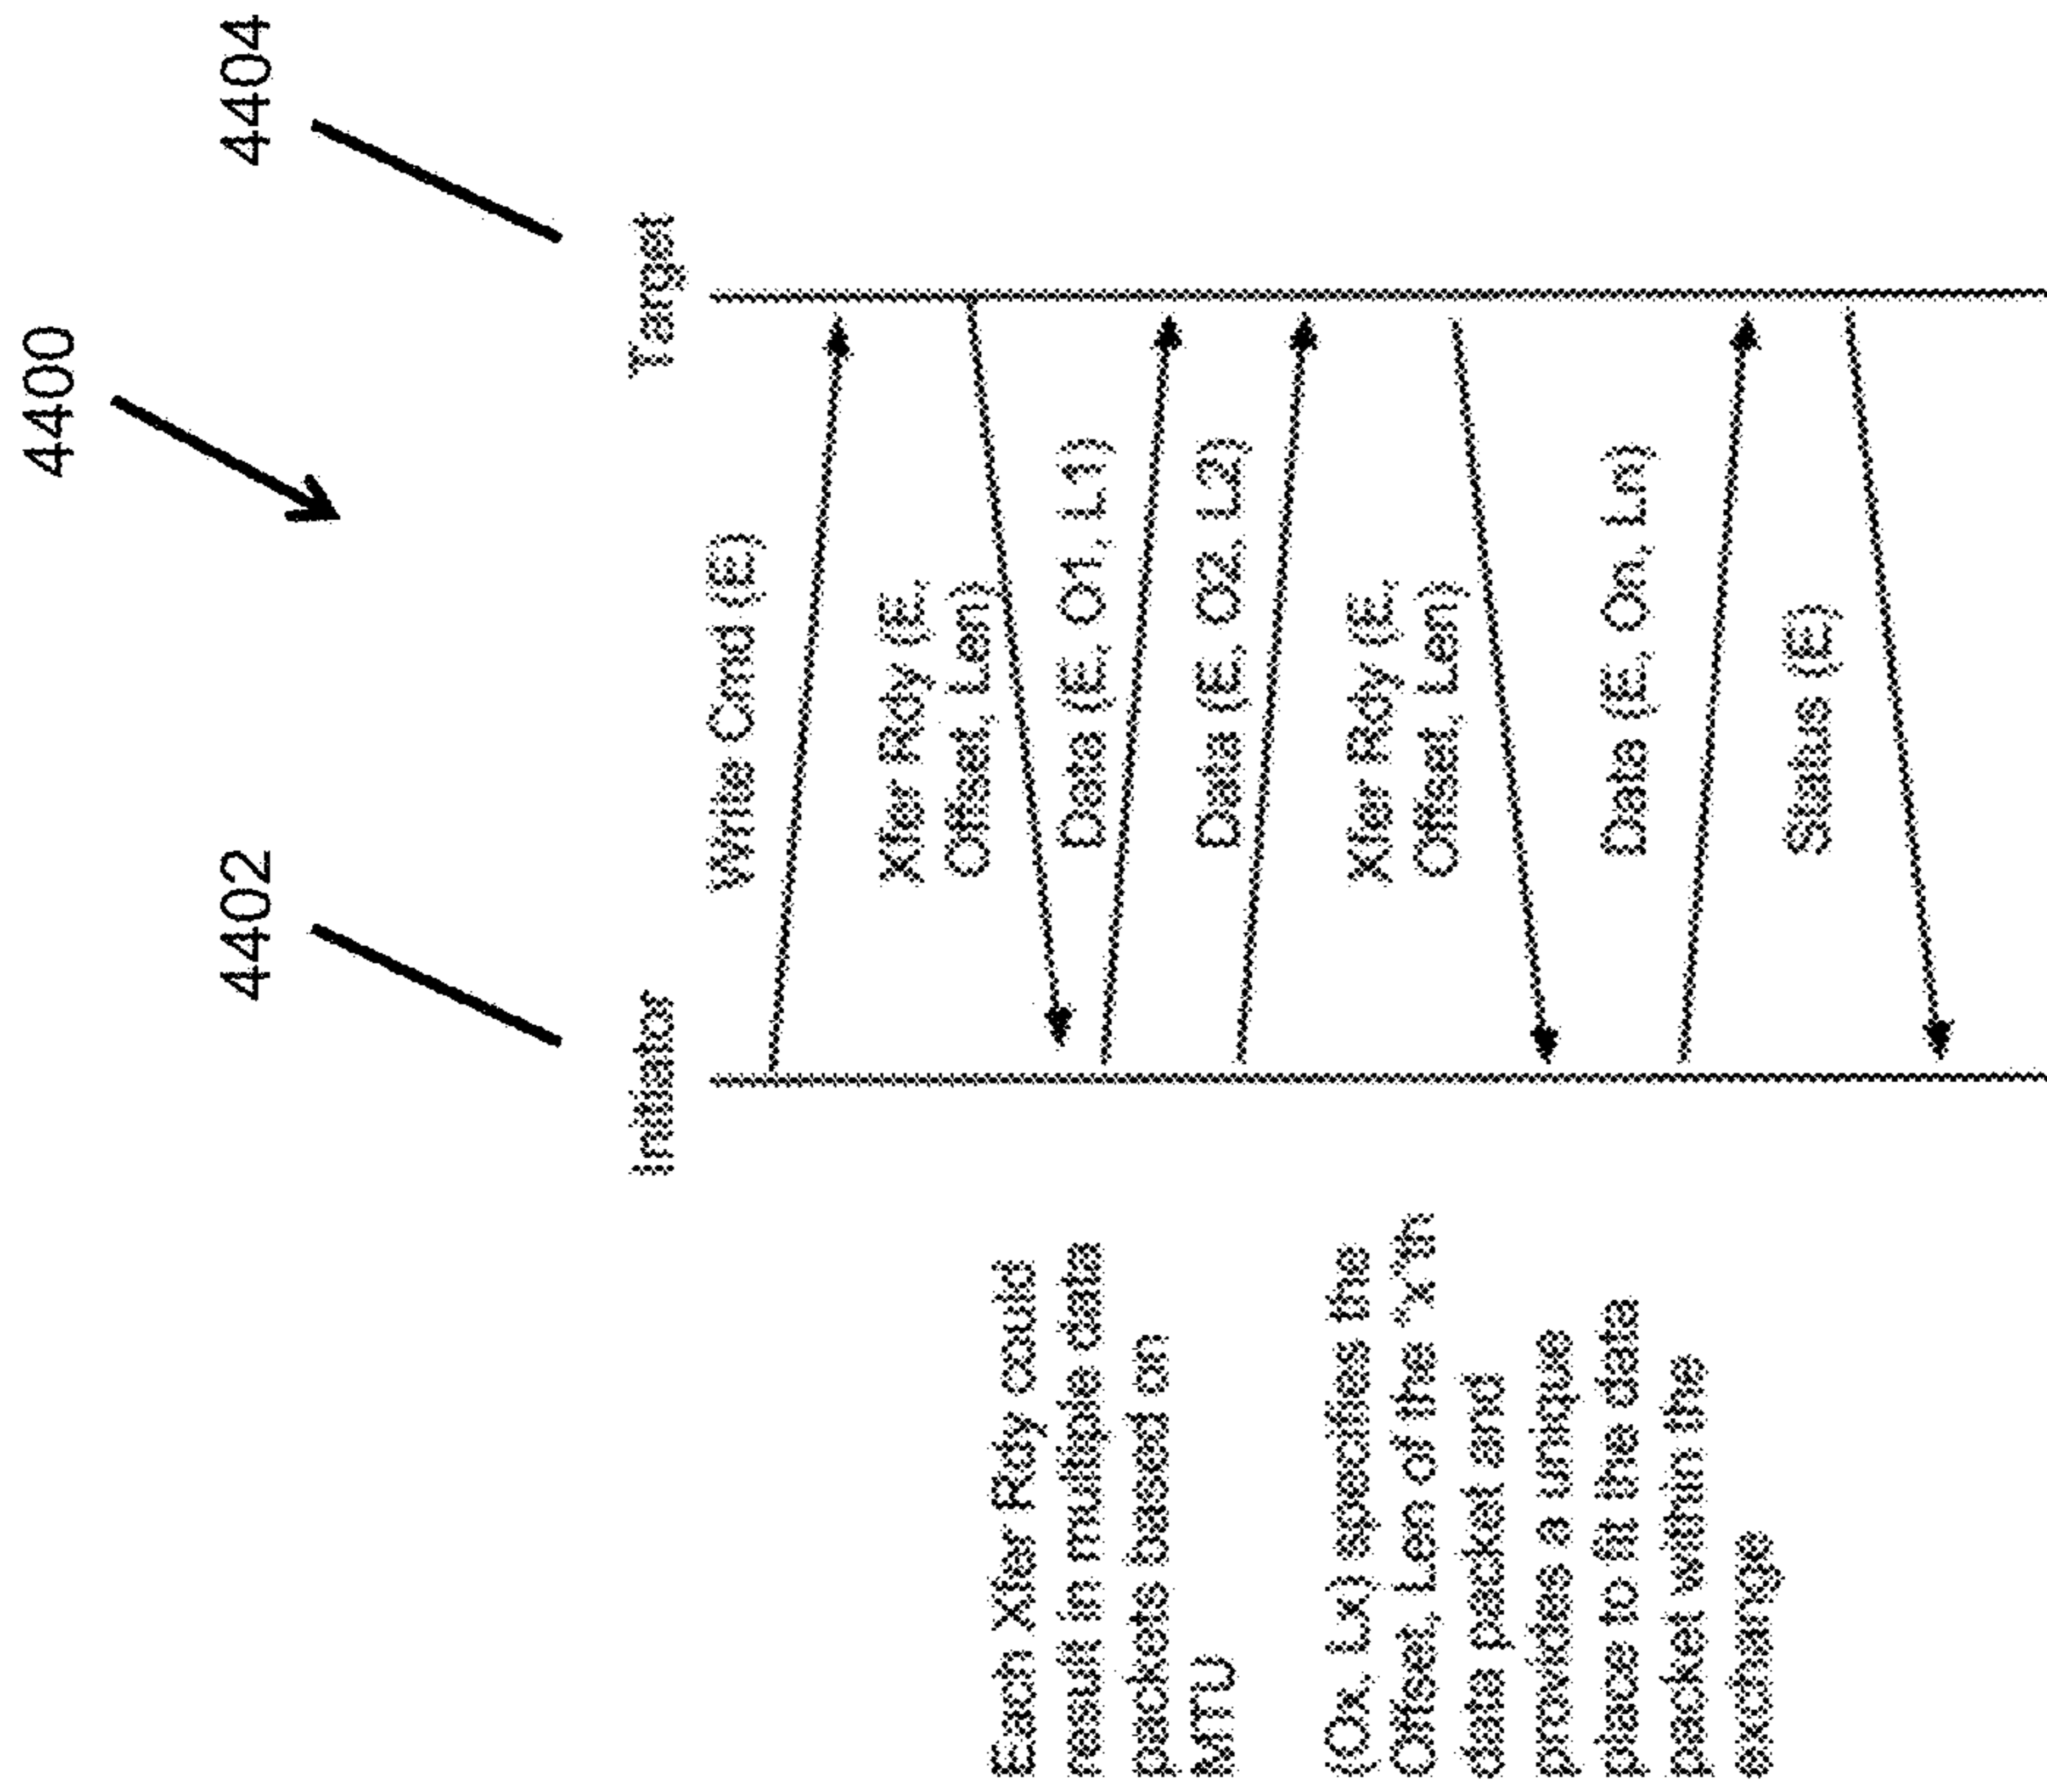 4400
4402
4404
Initiator
Target
Write Cmd (E)
Xfer Rdy (E,
Offset, Len)
Data (E, O1, L1)
Data (E, O2, L2)
Xfer Rdy (E,
Offset, Len)
Data (E, On, Ln)
Status (E)
Each Xfer Rdy could
result in multiple data
packets based on
MTU
(Ox, Lx) specifies the
Offset, Len of the "x"th
data packet and
provides a unique
place to fit the data
packet within the
exchange